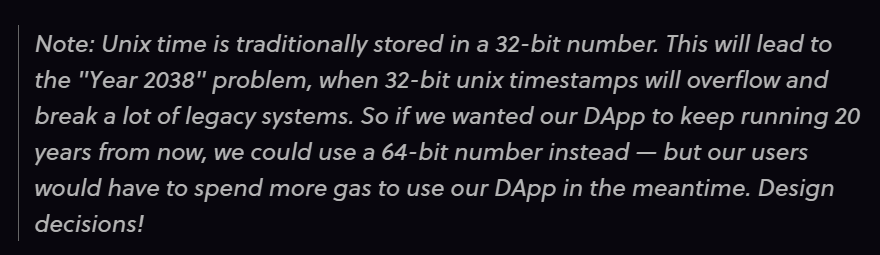 Note: Unix time is traditionally stored in a 32-bit number. This will lead to
the "Year 2038" problem, when 32-bit unix timestamps will overflow and
break a lot of legacy systems. So if we wanted our DApp to keep running 20
years from now, we could use a 64-bit number instead — but our users
would have to spend more gas to use our DApp in the meantime. Design
decisions!